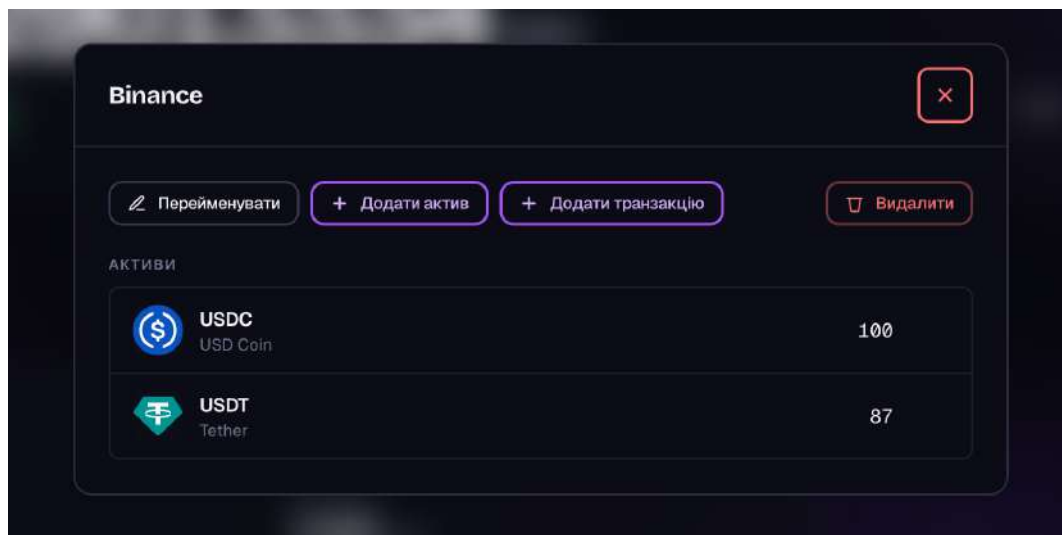 Binance
Перейменувати
+ Додати актив
+ Додати транзакцію
Видалити
АКТИВИ
USDC
USD Coin
100
USDT
Tether
87